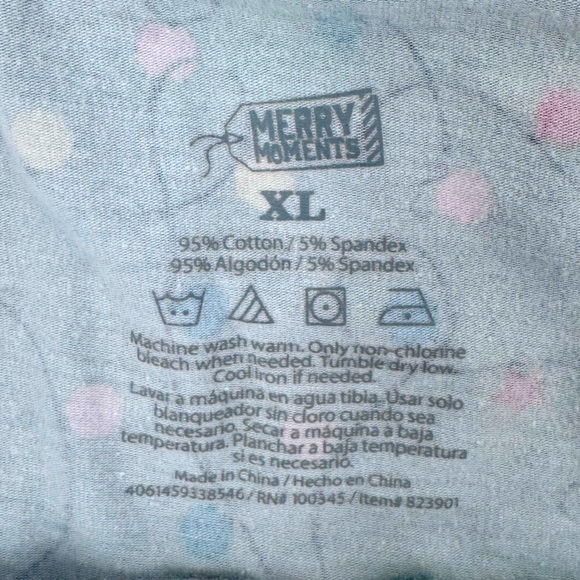 MERRY
MOMENTS
XL
95% Cotton / 5% Spandex
95% Algodón / 5% Spandex
Machine wash warm. Only non-chlorine
bleach when needed. Tumble dry low.
Cool iron if needed.
Lavar a máquina en agua tibia. Usar solo
blanqueador sin cloro cuando sea
necesario. Secar a máquina a baja
temperatura. Planchar a baja temperatura
si es necesario.
Made in China / Hecho en China
4061459338546 / RN# 100345 / Item# 823901